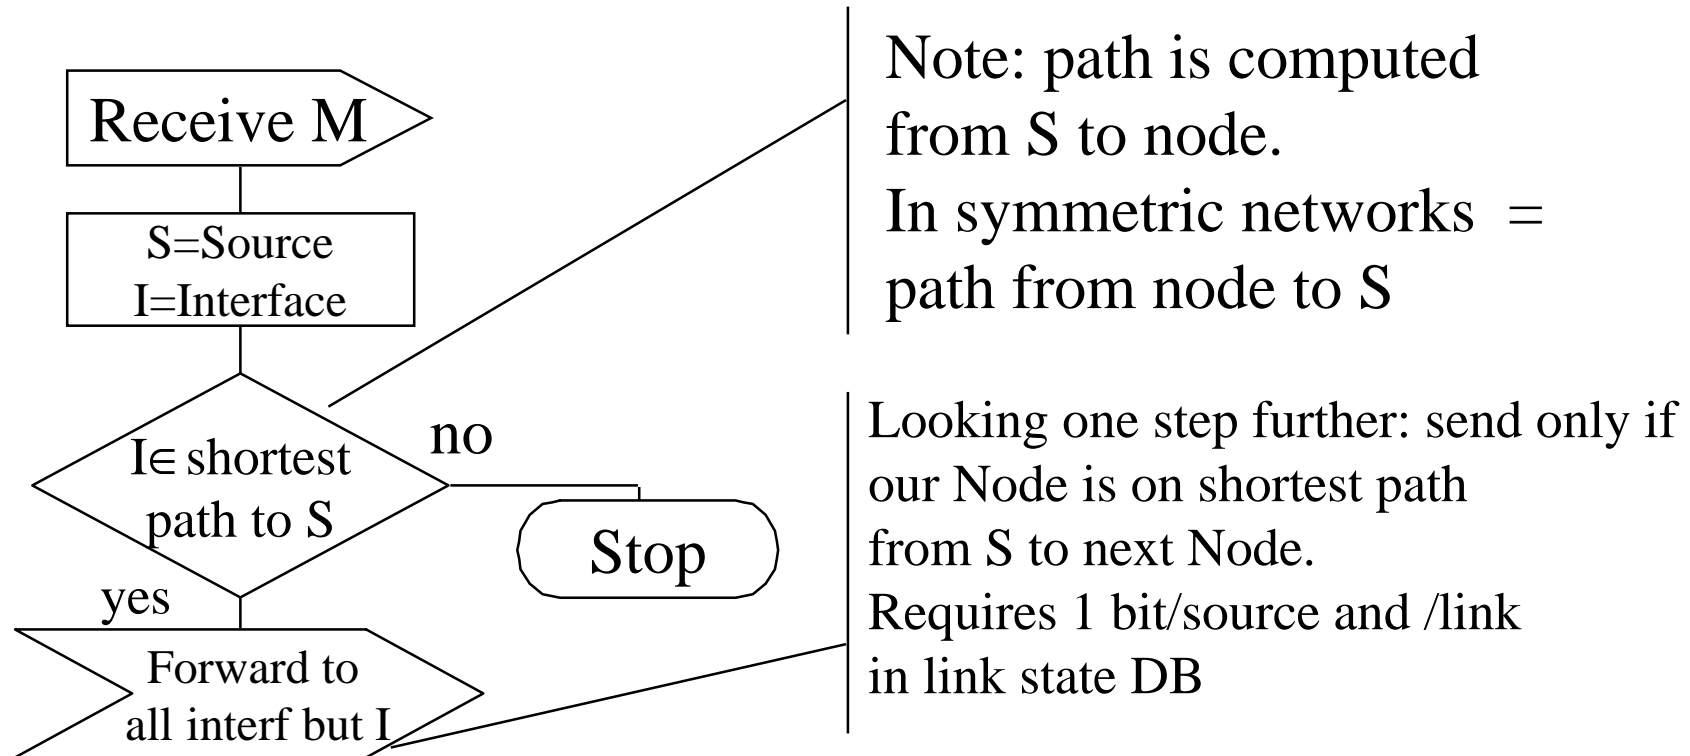 Receive M
S=Source
I=Interface
I∈ shortest
path to S
no
Stop
yes
Forward to
all interf but I
Note: path is computed
from S to node.
In symmetric networks =
path from node to S
Looking one step further: send only if
our Node is on shortest path
from S to next Node.
Requires 1 bit/source and /link
in link state DB